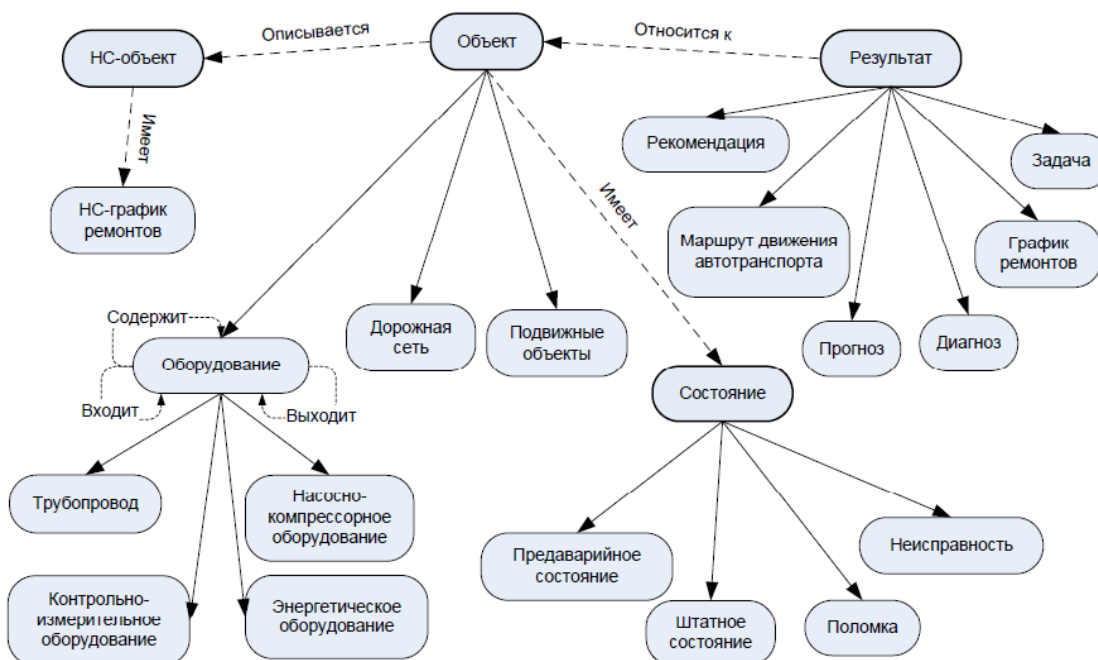 НС-объект
Описывается
Объект
Относится к
Результат
Имеет
НС-график
ремонтов
Рекомендация
Задача
Имеет
Маршрут движения
автотранспорта
График
ремонтов
Содержит
Дорожная
сеть
Подвижные
объекты
Прогноз
Диагноз
Оборудование
Входит
Выходит
Состояние
Трубопровод
Насосно-
компрессорное
оборудование
Предаварийное
состояние
Неисправность
Контрольно-
измерительное
оборудование
Энергетическое
оборудование
Штатное
состояние
Поломка